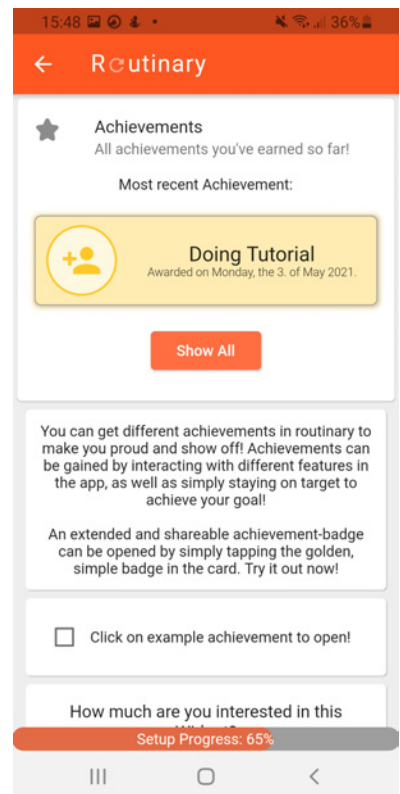 15:48 36%
Routinary
Achievements
All achievements you've earned so far!
Most recent Achievement:
Doing Tutorial
Awarded on Monday, the 3. of May 2021.
Show All
You can get different achievements in routinary to
make you proud and show off! Achievements can
be gained by interacting with different features in
the app, as well as simply staying on target to
achieve your goal!
An extended and shareable achievement-badge
can be opened by simply tapping the golden,
simple badge in the card. Try it out now!
Click on example achievement to open!
How much are you interested in this
Setup Progress: 65%